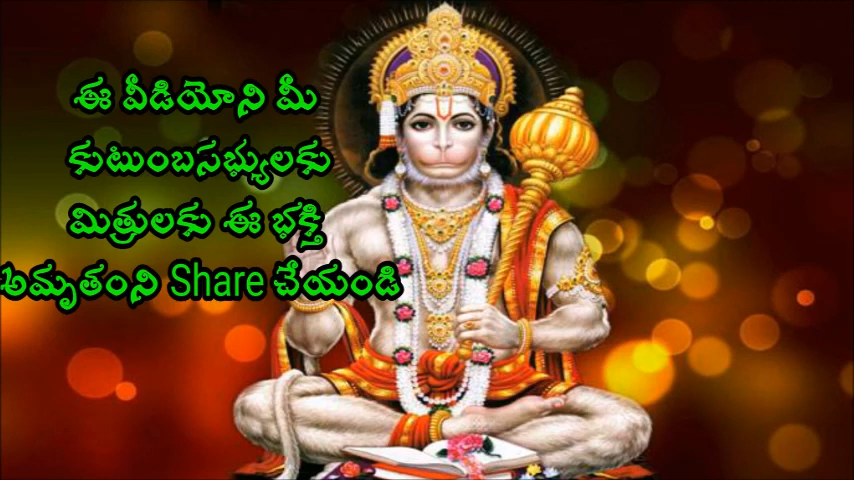 ఈ వీడియోని మీ
కుటుంబసభ్యులకు
మిత్రులకు ఈ భక్తి
అమృతంని Share చేయండి